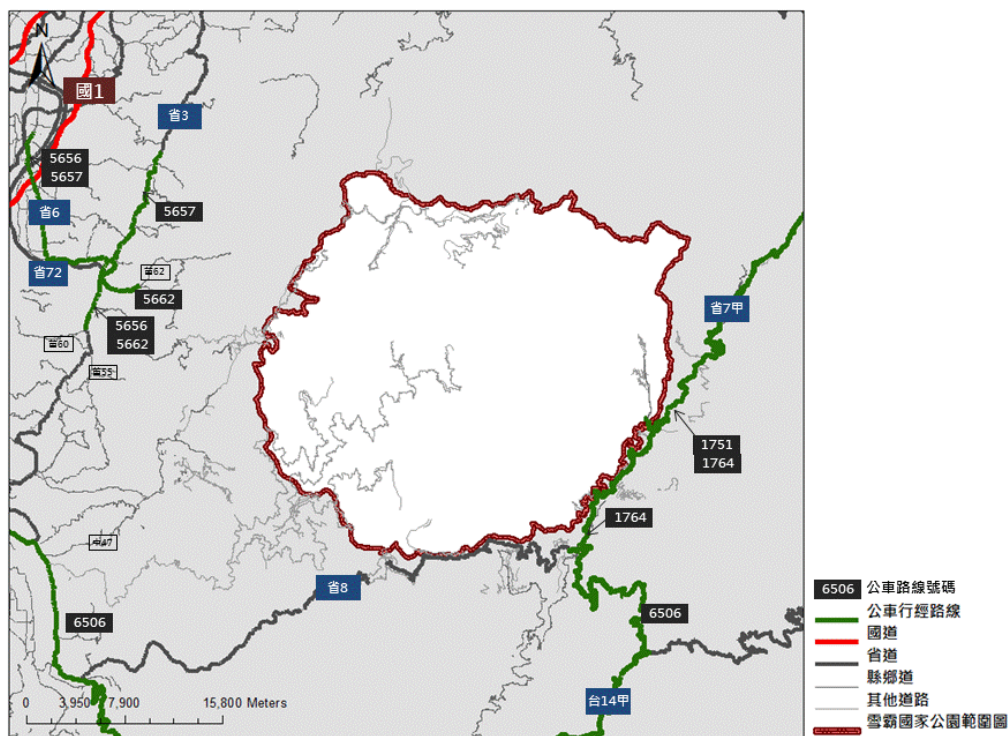 N
國1
省3
5656
5657
5657
省6
省72
苗62
5662
5656
5662
苗60
苗55
省7甲
1751
1764
1764
中47
省8
6506
6506
台14甲
0 3,950 7,900 15,800 Meters
6506 公車路線號碼
公車行經路線
國道
省道
縣鄉道
其他道路
雪霸國家公園範圍圖